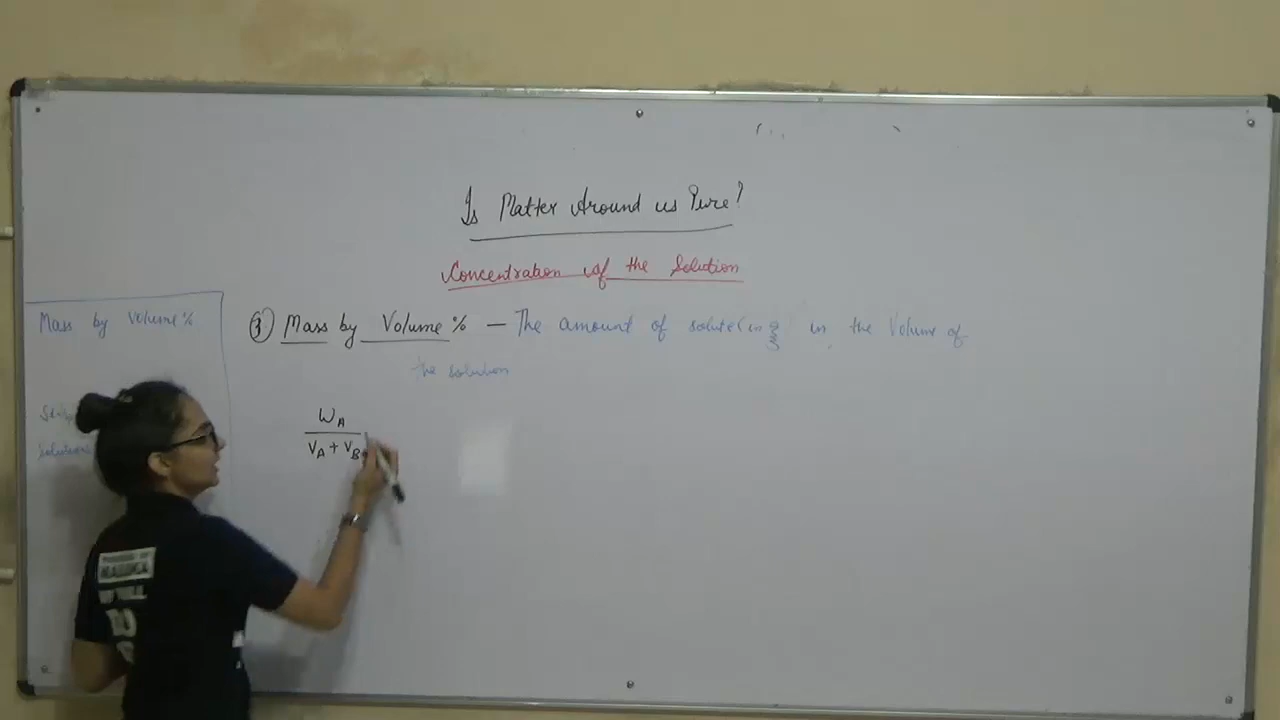 Is Matter Around us Pure?
Concentration of the Solution
Mass by Volume %
③ Mass by Volume % — The amount of solute (in g) in the Volume of
the solution
W_A
V_A + V_B